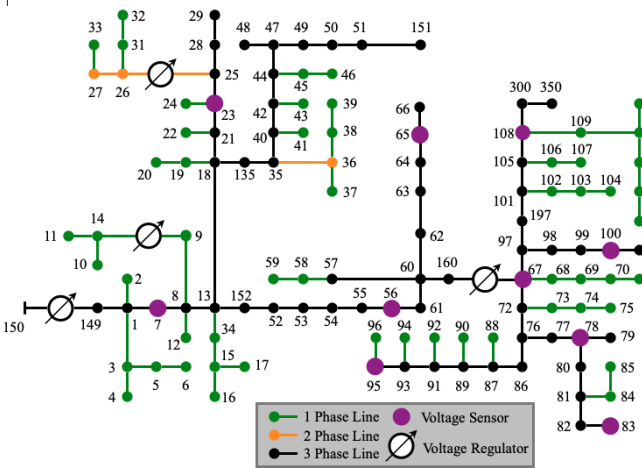 32 29 48 47 49 50 51 151
33 31 28
25 44 46 39 66 300 350
27 26 45
24 23 42 43 38 65 108 109
22 21 40 41 64 106 107
20 19 18 135 35 36 105
37 63 102 103 104
101
197
11 14 9 62 97 98 99 100
10 2 59 58 57 60 160 67 68 69 70
8 13 152 55 56 72 73 74 75
150 149 1 7 52 53 54 61
12 34 96 94 92 90 88 76 77 78 79
3 5 6 15 17 80 85
4 16 95 93 91 89 87 86 81 84
82 83
1 Phase Line Voltage Sensor
2 Phase Line
3 Phase Line Voltage Regulator